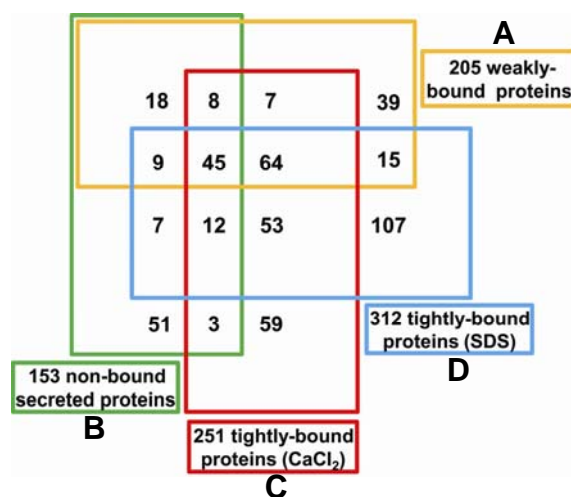 A
205 weakly-
bound proteins
18 8 7 39
9 45 64 15
7 12 53 107
51 3 59
312 tightly-bound
proteins (SDS)
D
153 non-bound
secreted proteins
B
251 tightly-bound
proteins (CaCl₂)
C